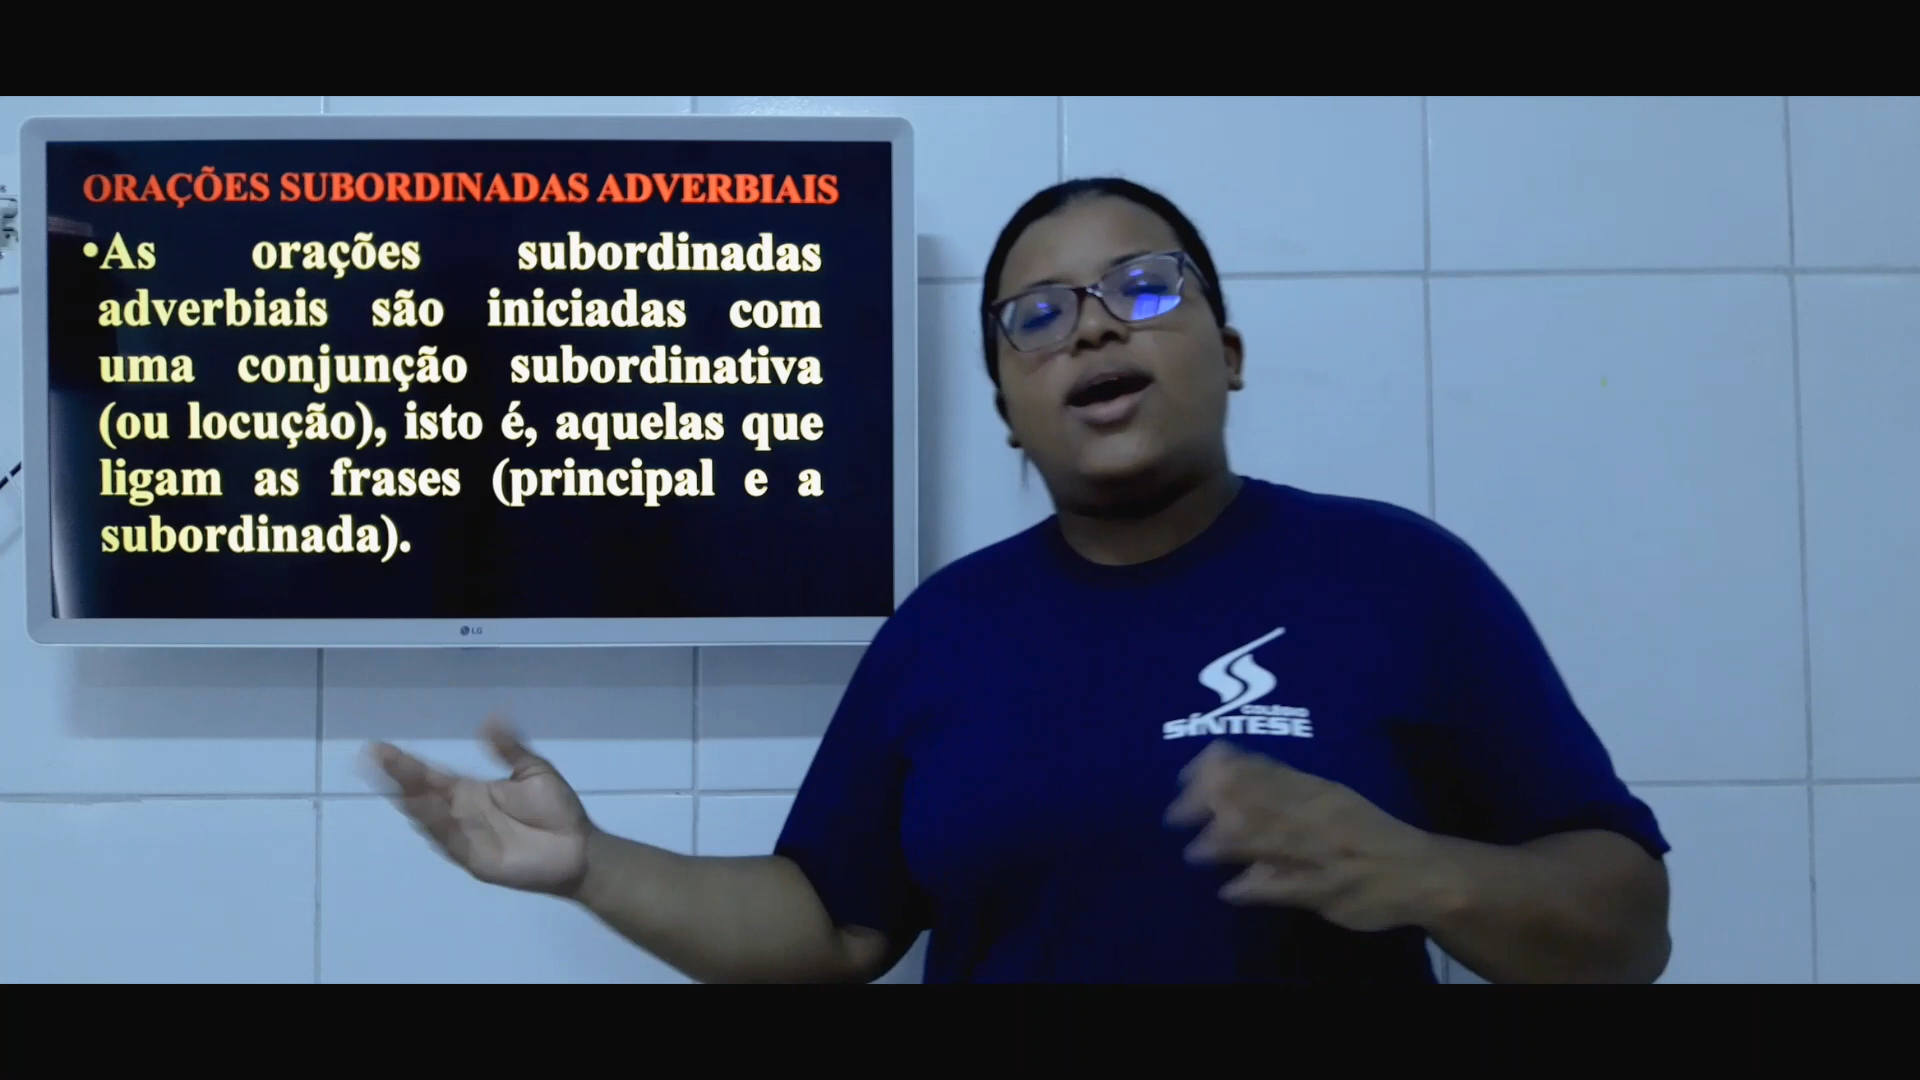 ORAÇÕES SUBORDINADAS ADVERBIAIS
•As orações subordinadas
adverbiais são iniciadas com
uma conjunção subordinativa
(ou locução), isto é, aquelas que
ligam as frases (principal e a
subordinada).
LG
COLÉGIO
SÍNTESE